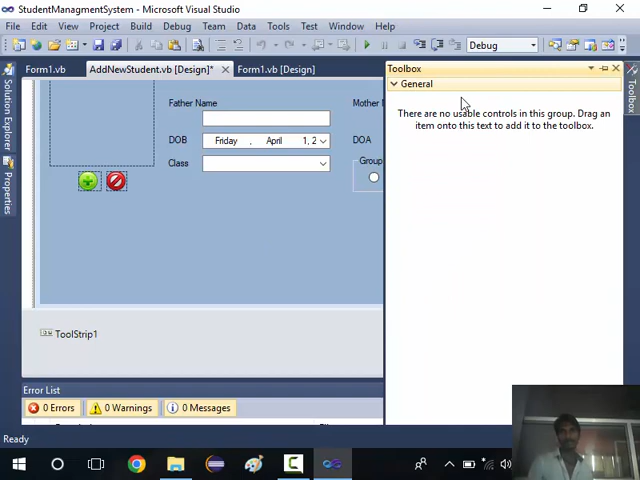 StudentManagmentSystem - Microsoft Visual Studio
File Edit View Project Build Debug Team Data Tools Test Window Help
Debug
Form1.vb AddNewStudent.vb [Design]* Form1.vb [Design]
Toolbox
General
There are no usable controls in this group. Drag an
item onto this text to add it to the toolbox.
Solution Explorer
Properties
Toolbox
Father Name
Mother
DOB Friday , April 1, 2
DOA
Class
Group
ToolStrip1
Error List
0 Errors 0 Warnings 0 Messages
Ready